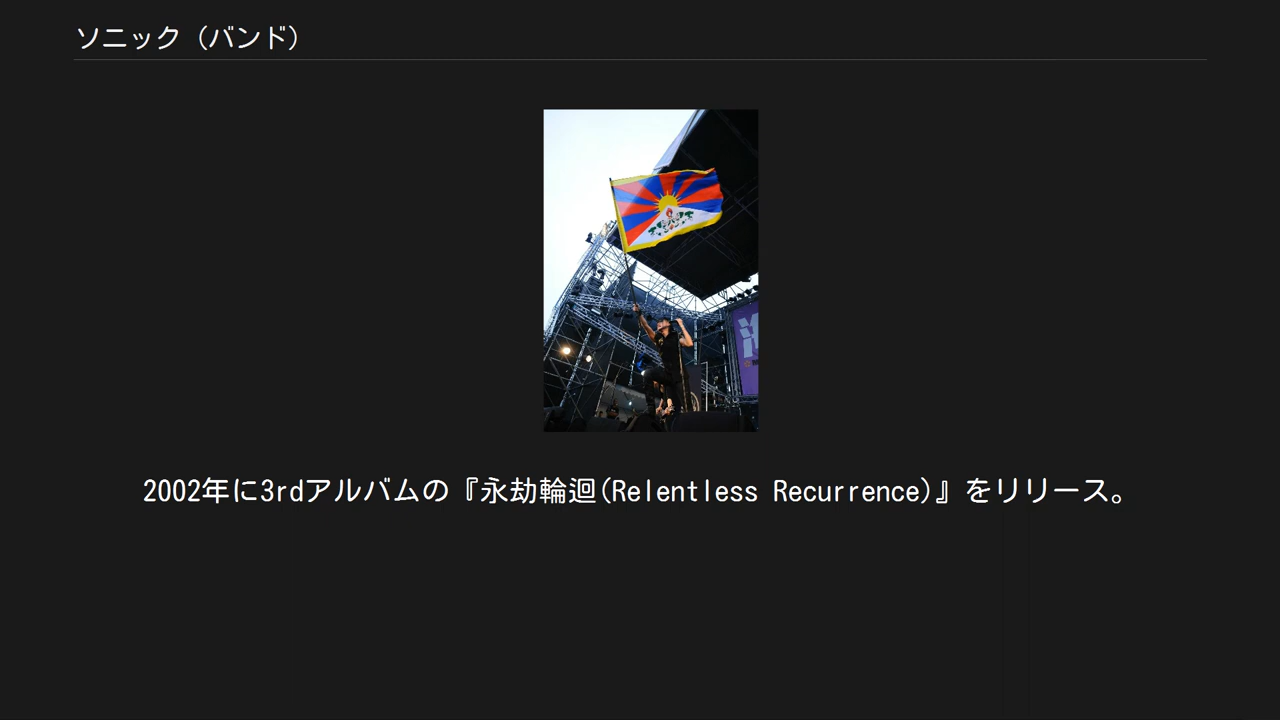 ソニック（バンド）
2002年に3rdアルバムの『永劫輪迴(Relentless Recurrence)』をリリース。